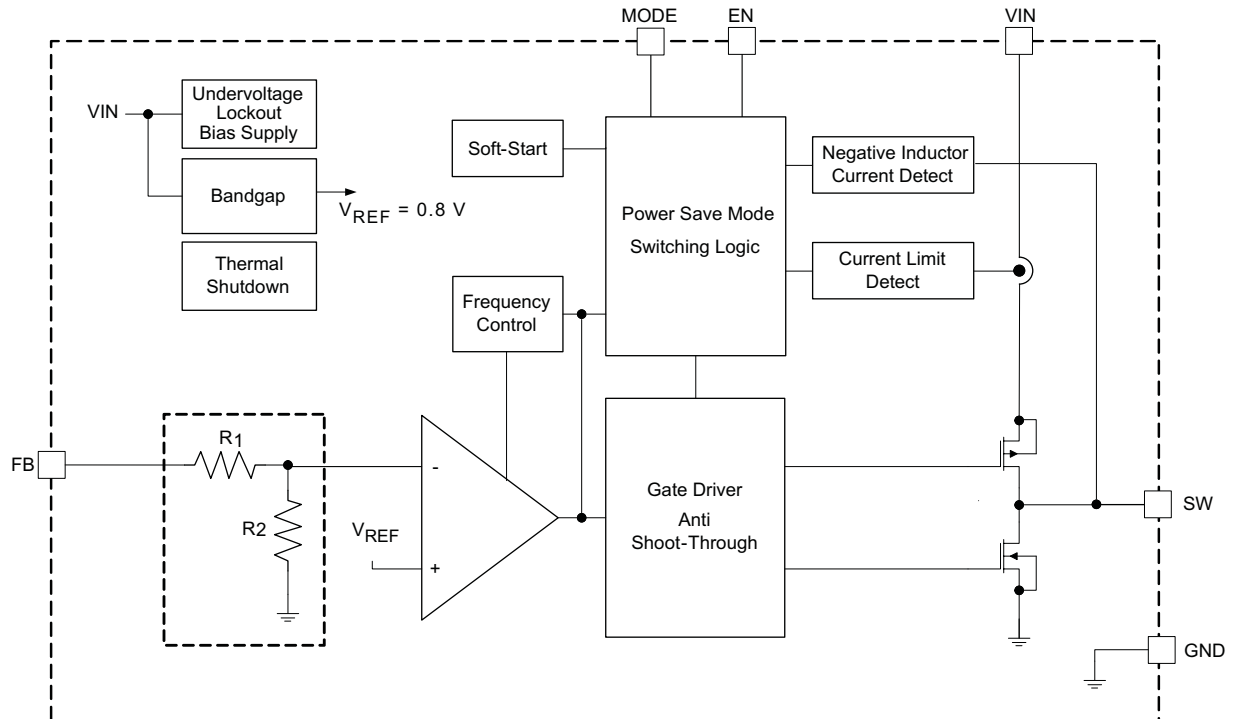 MODE
EN
VIN
VIN
Undervoltage
Lockout
Bias Supply
Bandgap
VREF = 0.8 V
Thermal
Shutdown
Soft-Start
Power Save Mode
Switching Logic
Negative Inductor
Current Detect
Current Limit
Detect
Frequency
Control
FB
R1
R2
VREF
-
+
Gate Driver
Anti
Shoot-Through
SW
GND